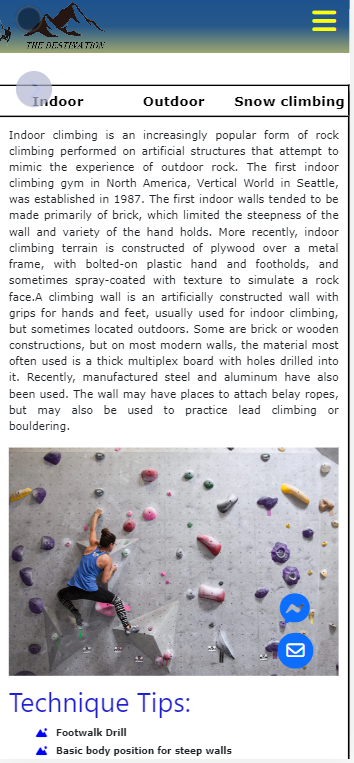 THE DESTIVATION
Indoor Outdoor Snow climbing
Indoor climbing is an increasingly popular form of rock
climbing performed on artificial structures that attempt to
mimic the experience of outdoor rock. The first indoor
climbing gym in North America, Vertical World in Seattle,
was established in 1987. The first indoor walls tended to be
made primarily of brick, which limited the steepness of the
wall and variety of the hand holds. More recently, indoor
climbing terrain is constructed of plywood over a metal
frame, with bolted-on plastic hand and footholds, and
sometimes spray-coated with texture to simulate a rock
face.A climbing wall is an artificially constructed wall with
grips for hands and feet, usually used for indoor climbing,
but sometimes located outdoors. Some are brick or wooden
constructions, but on most modern walls, the material most
often used is a thick multiplex board with holes drilled into
it. Recently, manufactured steel and aluminum have also
been used. The wall may have places to attach belay ropes,
but may also be used to practice lead climbing or
bouldering.
Technique Tips:
Footwalk Drill
Basic body position for steep walls